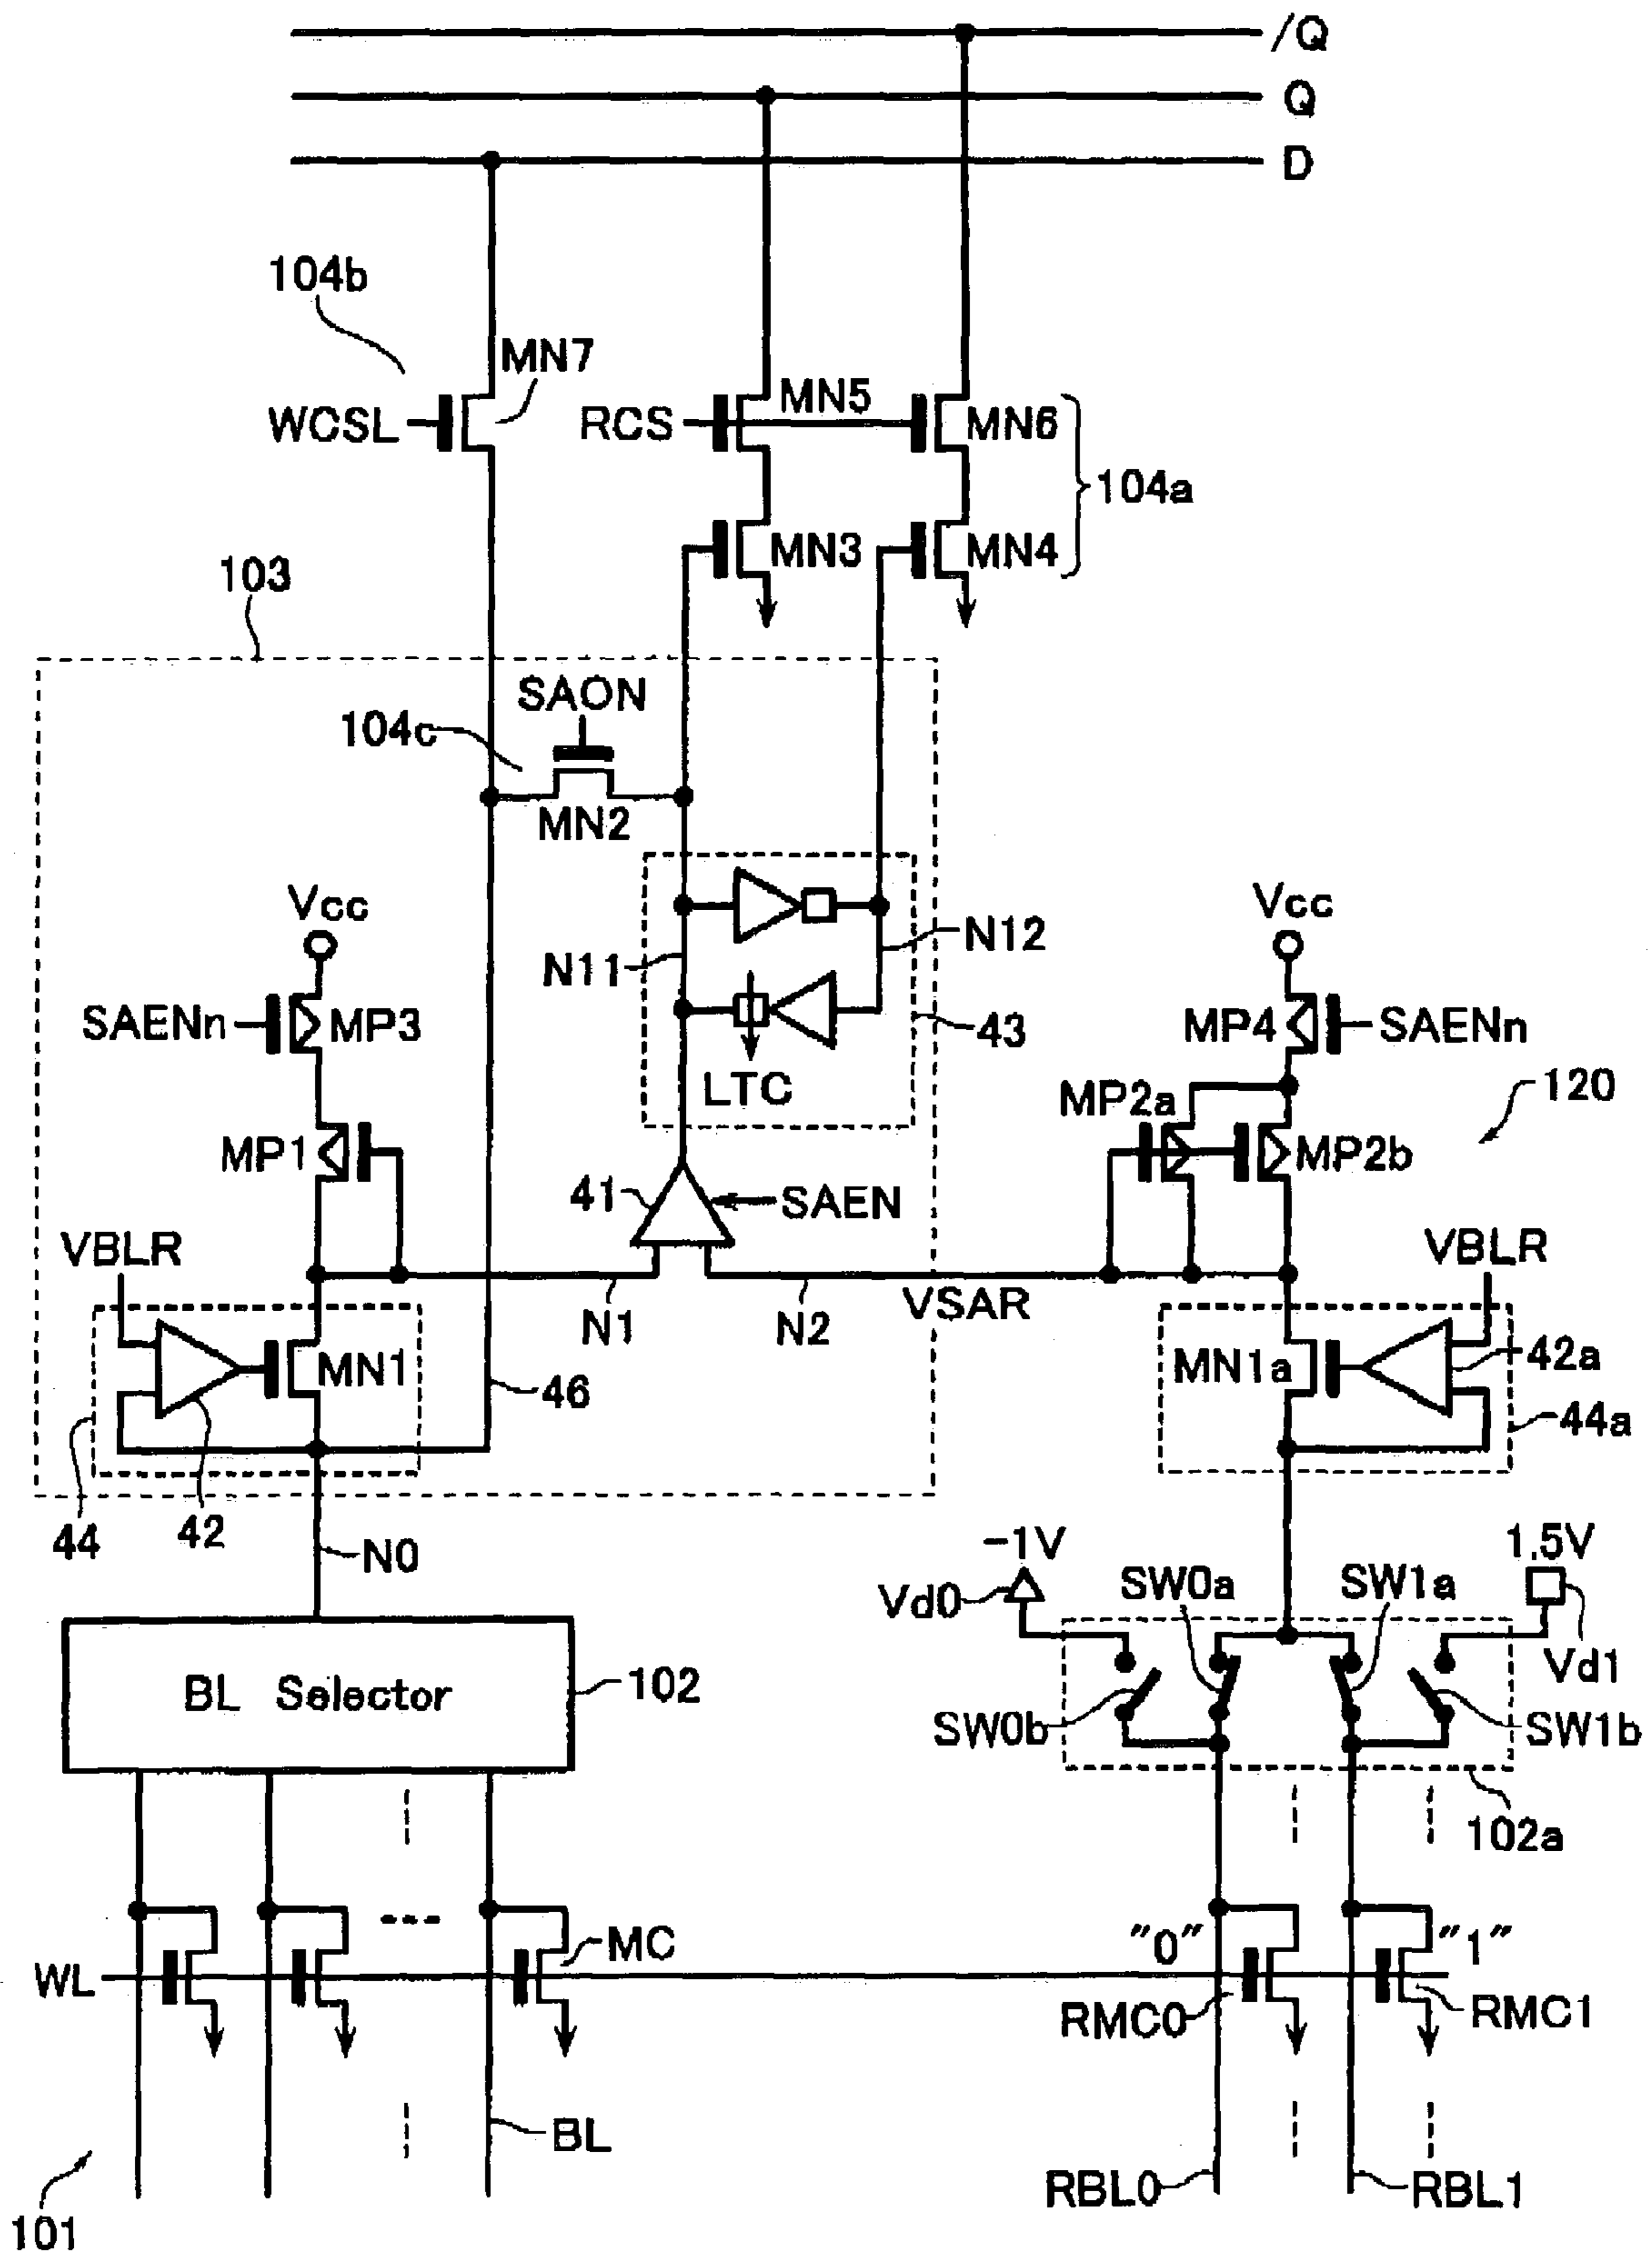 /Q
Q
D
104b
MN7
WCSL
RCS
MN5
MN6
104a
MN3
MN4
103
SAON
104c
MN2
Vcc
N11
N12
Vcc
SAENn
MP3
43
MP4
SAENn
LTC
MP2a
120
MP1
MP2b
41
SAEN
VBLR
VBLR
N1
N2
VSAR
MN1
46
MN1a
42a
44a
44
42
N0
-1V
1.5V
Vd0
SW0a
SW1a
Vd1
BL Selector
102
SW0b
SW1b
102a
MC
"0"
"1"
WL
RMC0
RMC1
BL
RBL0
RBL1
101